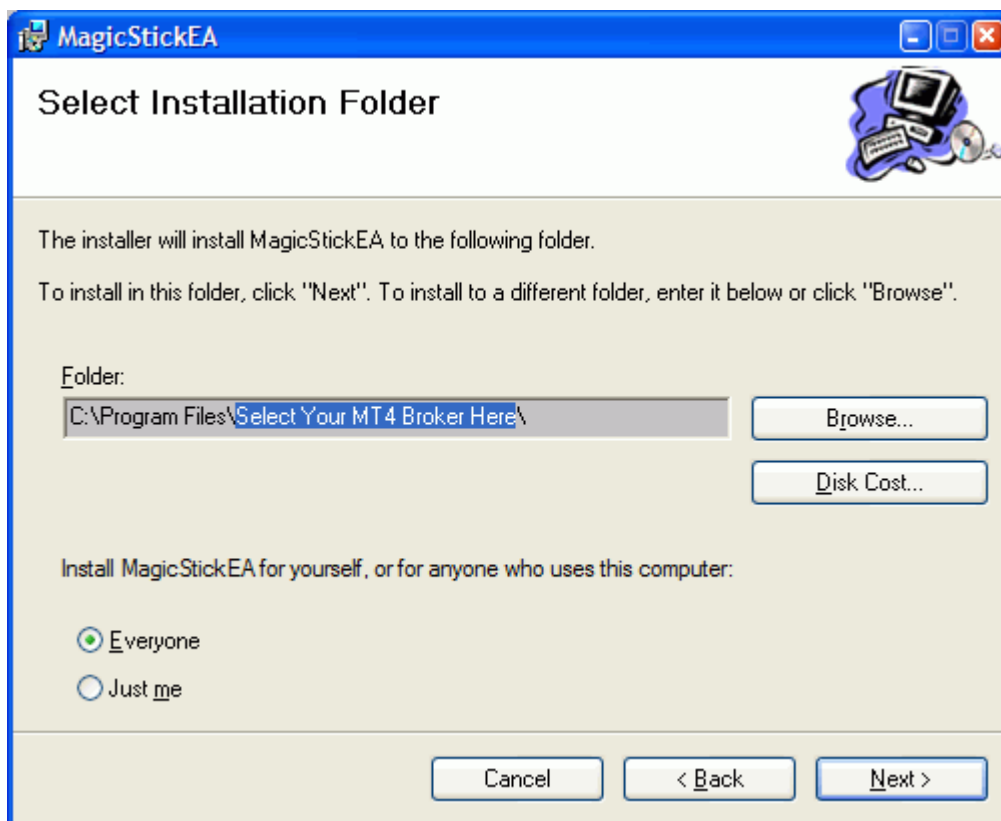 MagicStickEA
Select Installation Folder
The installer will install MagicStickEA to the following folder.
To install in this folder, click "Next". To install to a different folder, enter it below or click "Browse".
Folder:
C:\Program Files\Select Your MT4 Broker Here\
Browse...
Disk Cost...
Install MagicStickEA for yourself, or for anyone who uses this computer:
Everyone
Just me
Cancel
< Back
Next >